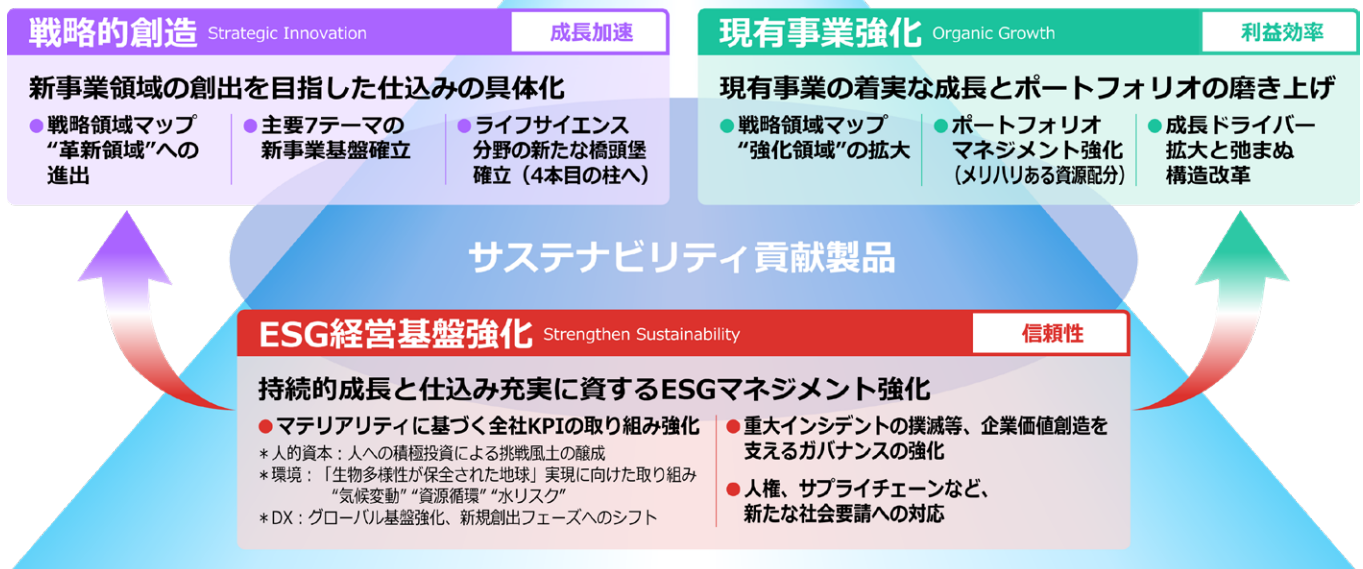 戦略的創造 Strategic Innovation 成長加速
新事業領域の創出を目指した仕込みの具体化
●戦略領域マップ
“革新領域”への
進出
●主要7テーマの
新事業基盤確立
●ライフサイエンス
分野の新たな橋頭堡
確立（4本目の柱へ）
現有事業強化 Organic Growth 利益効率
現有事業の着実な成長とポートフォリオの磨き上げ
●戦略領域マップ
“強化領域”の拡大
●ポートフォリオ
マネジメント強化
（メリハリある資源配分）
●成長ドライバー
拡大と弛まぬ
構造改革
サステナビリティ貢献製品
ESG経営基盤強化 Strengthen Sustainability 信頼性
持続的成長と仕込み充実に資するESGマネジメント強化
●マテリアリティに基づく全社KPIの取り組み強化
＊人的資本：人への積極投資による挑戦風土の醸成
＊環境：「生物多様性が保全された地球」実現に向けた取り組み
“気候変動” “資源循環” “水リスク”
＊DX：グローバル基盤強化、新規創出フェーズへのシフト
●重大インシデントの撲滅等、企業価値創造を
支えるガバナンスの強化
●人権、サプライチェーンなど、
新たな社会要請への対応